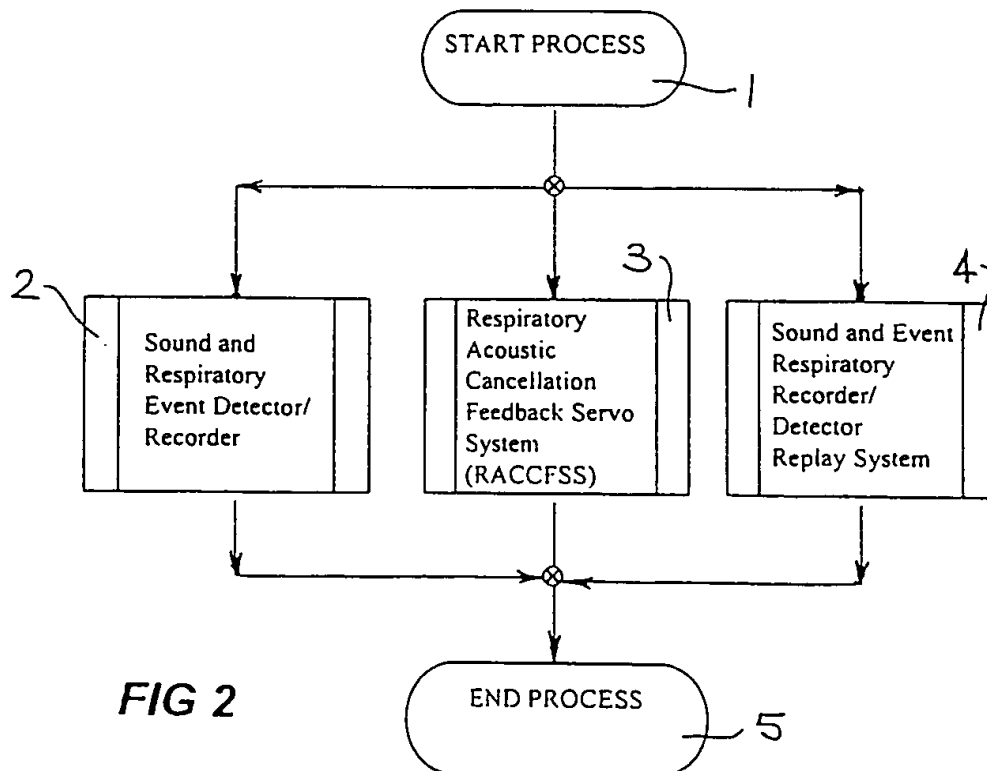 START PROCESS
1
2
Sound and
Respiratory
Event Detector/
Recorder
3
Respiratory
Acoustic
Cancellation
Feedback Servo
System
(RACCFSS)
4
Sound and Event
Respiratory
Recorder/
Detector
Replay System
END PROCESS
5
FIG 2